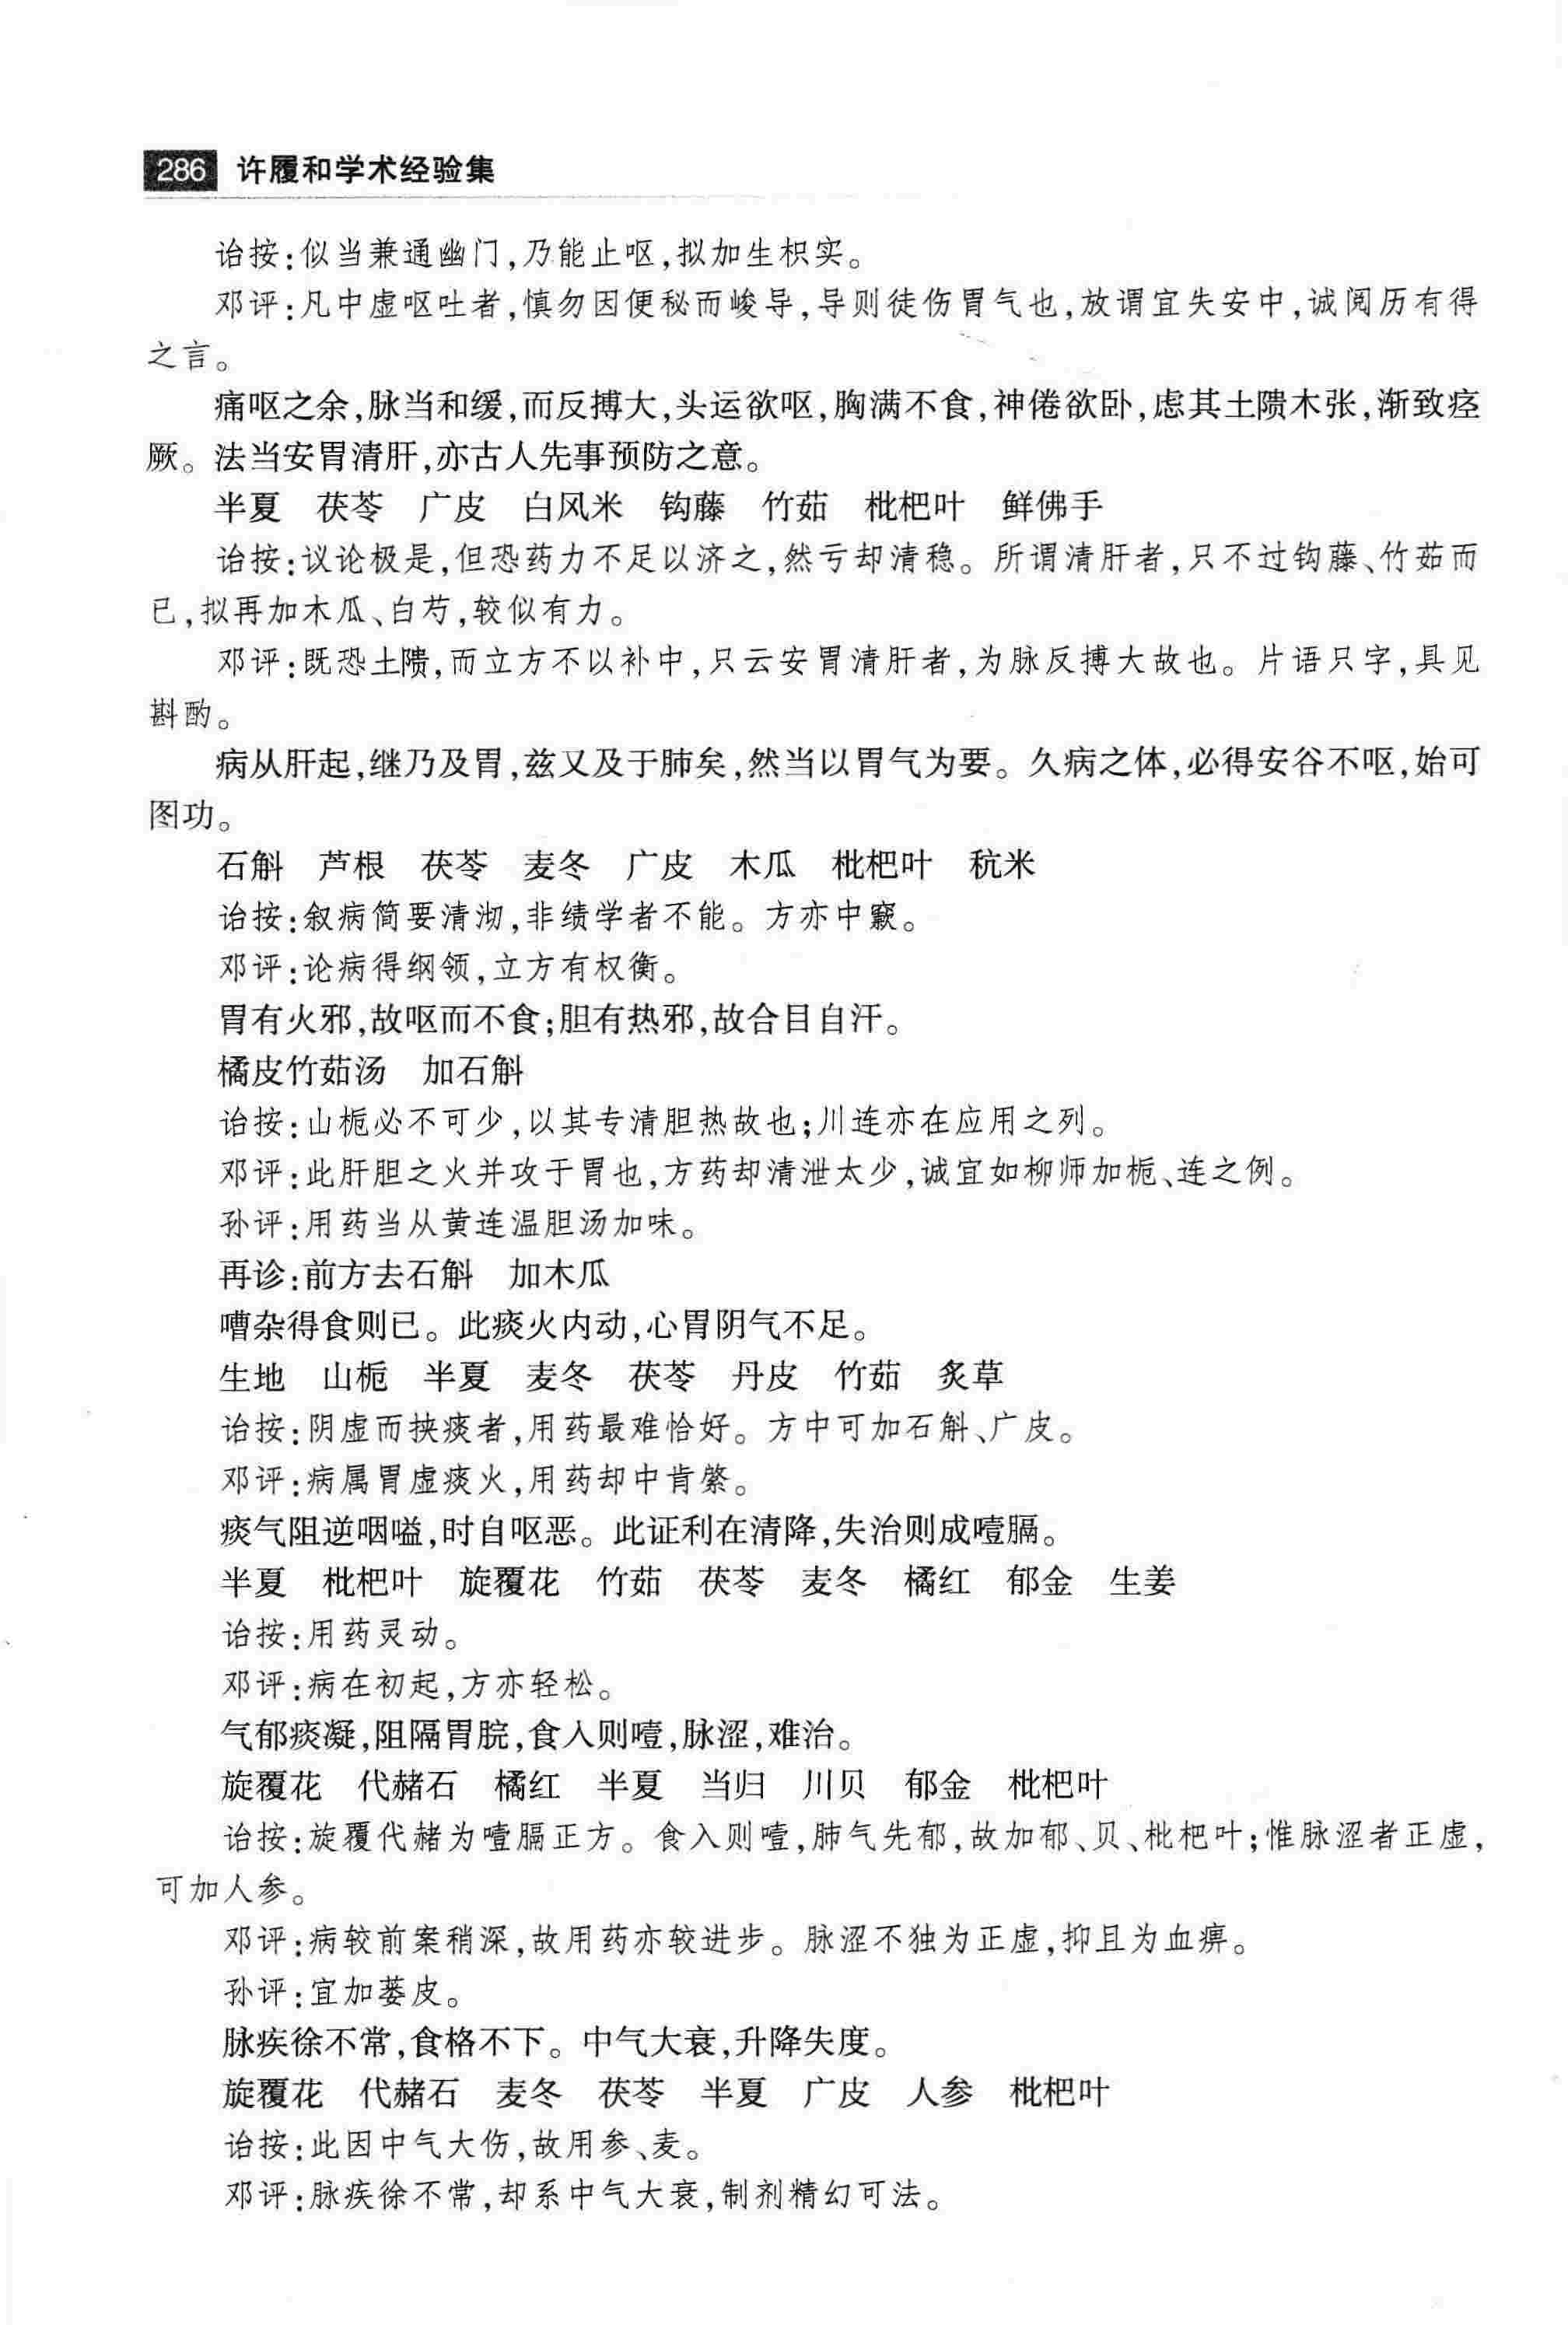 286 许履和学术经验集
诒按:似当兼通幽门,乃能止呕,拟加生枳实。
邓评:凡中虚呕吐者,慎勿因便秘而峻导,导则徒伤胃气也,放谓宜失安中,诚阅历有得
之言。
痛呕之余,脉当和缓,而反搏大,头运欲呕,胸满不食,神倦欲卧,虑其土隤木张,渐致痉
厥。法当安胃清肝,亦古人先事预防之意。
半夏 茯苓 广皮 白风米 钩藤 竹茹 枇杷叶 鲜佛手
诒按:议论极是,但恐药力不足以济之,然亏却清稳。所谓清肝者,只不过钩藤、竹茹而
已,拟再加木瓜、白芍,较似有力。
邓评:既恐土隤,而立方不以补中,只云安胃清肝者,为脉反搏大故也。片语只字,具见
斟酌。
病从肝起,继乃及胃,兹又及于肺矣,然当以胃气为要。久病之体,必得安谷不呕,始可
图功。
石斛 芦根 茯苓 麦冬 广皮 木瓜 枇杷叶 秔米
诒按:叙病简要清沏,非绩学者不能。方亦中窾。
邓评:论病得纲领,立方有权衡。
胃有火邪,故呕而不食;胆有热邪,故合目自汗。
橘皮竹茹汤 加石斛
诒按:山栀必不可少,以其专清胆热故也;川连亦在应用之列。
邓评:此肝胆之火并攻于胃也,方药却清泄太少,诚宜如柳师加栀、连之例。
孙评:用药当从黄连温胆汤加味。
再诊:前方去石斛 加木瓜
嘈杂得食则已。此痰火内动,心胃阴气不足。
生地 山栀 半夏 麦冬 茯苓 丹皮 竹茹 炙草
诒按:阴虚而挟痰者,用药最难恰好。方中可加石斛、广皮。
邓评:病属胃虚痰火,用药却中肯綮。
痰气阻逆咽嗌,时自呕恶。此证利在清降,失治则成噎膈。
半夏 枇杷叶 旋覆花 竹茹 茯苓 麦冬 橘红 郁金 生姜
诒按:用药灵动。
邓评:病在初起,方亦轻松。
气郁痰凝,阻隔胃脘,食入则噎,脉涩,难治。
旋覆花 代赭石 橘红 半夏 当归 川贝 郁金 枇杷叶
诒按:旋覆代赭为噎膈正方。食入则噎,肺气先郁,故加郁、贝、枇杷叶;惟脉涩者正虚,
可加人参。
邓评:病较前案稍深,故用药亦较进步。脉涩不独为正虚,抑且为血痹。
孙评:宜加蒌皮。
脉疾徐不常,食格不下。中气大衰,升降失度。
旋覆花 代赭石 麦冬 茯苓 半夏 广皮 人参 枇杷叶
诒按:此因中气大伤,故用参、麦。
邓评:脉疾徐不常,却系中气大衰,制剂精幻可法。